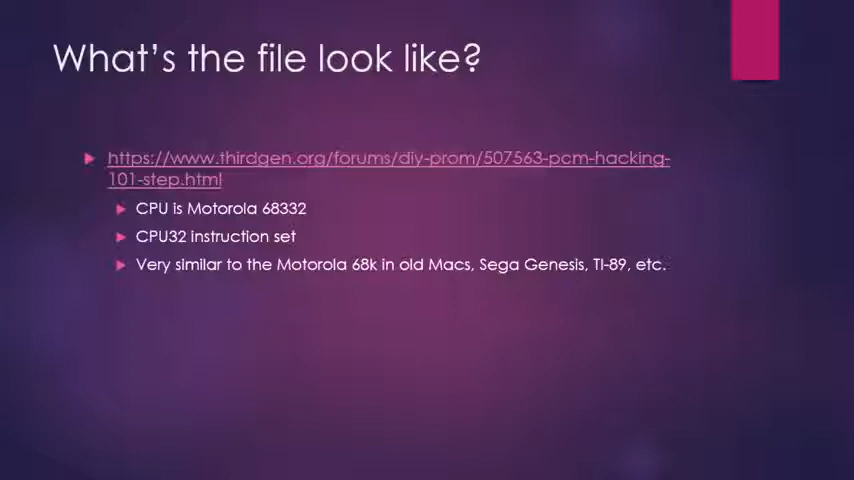 What's the file look like?
https://www.thirdgen.org/forums/diy-prom/507563-pcm-hacking-
101-step.html
CPU is Motorola 68332
CPU32 instruction set
Very similar to the Motorola 68k in old Macs, Sega Genesis, TI-89, etc.